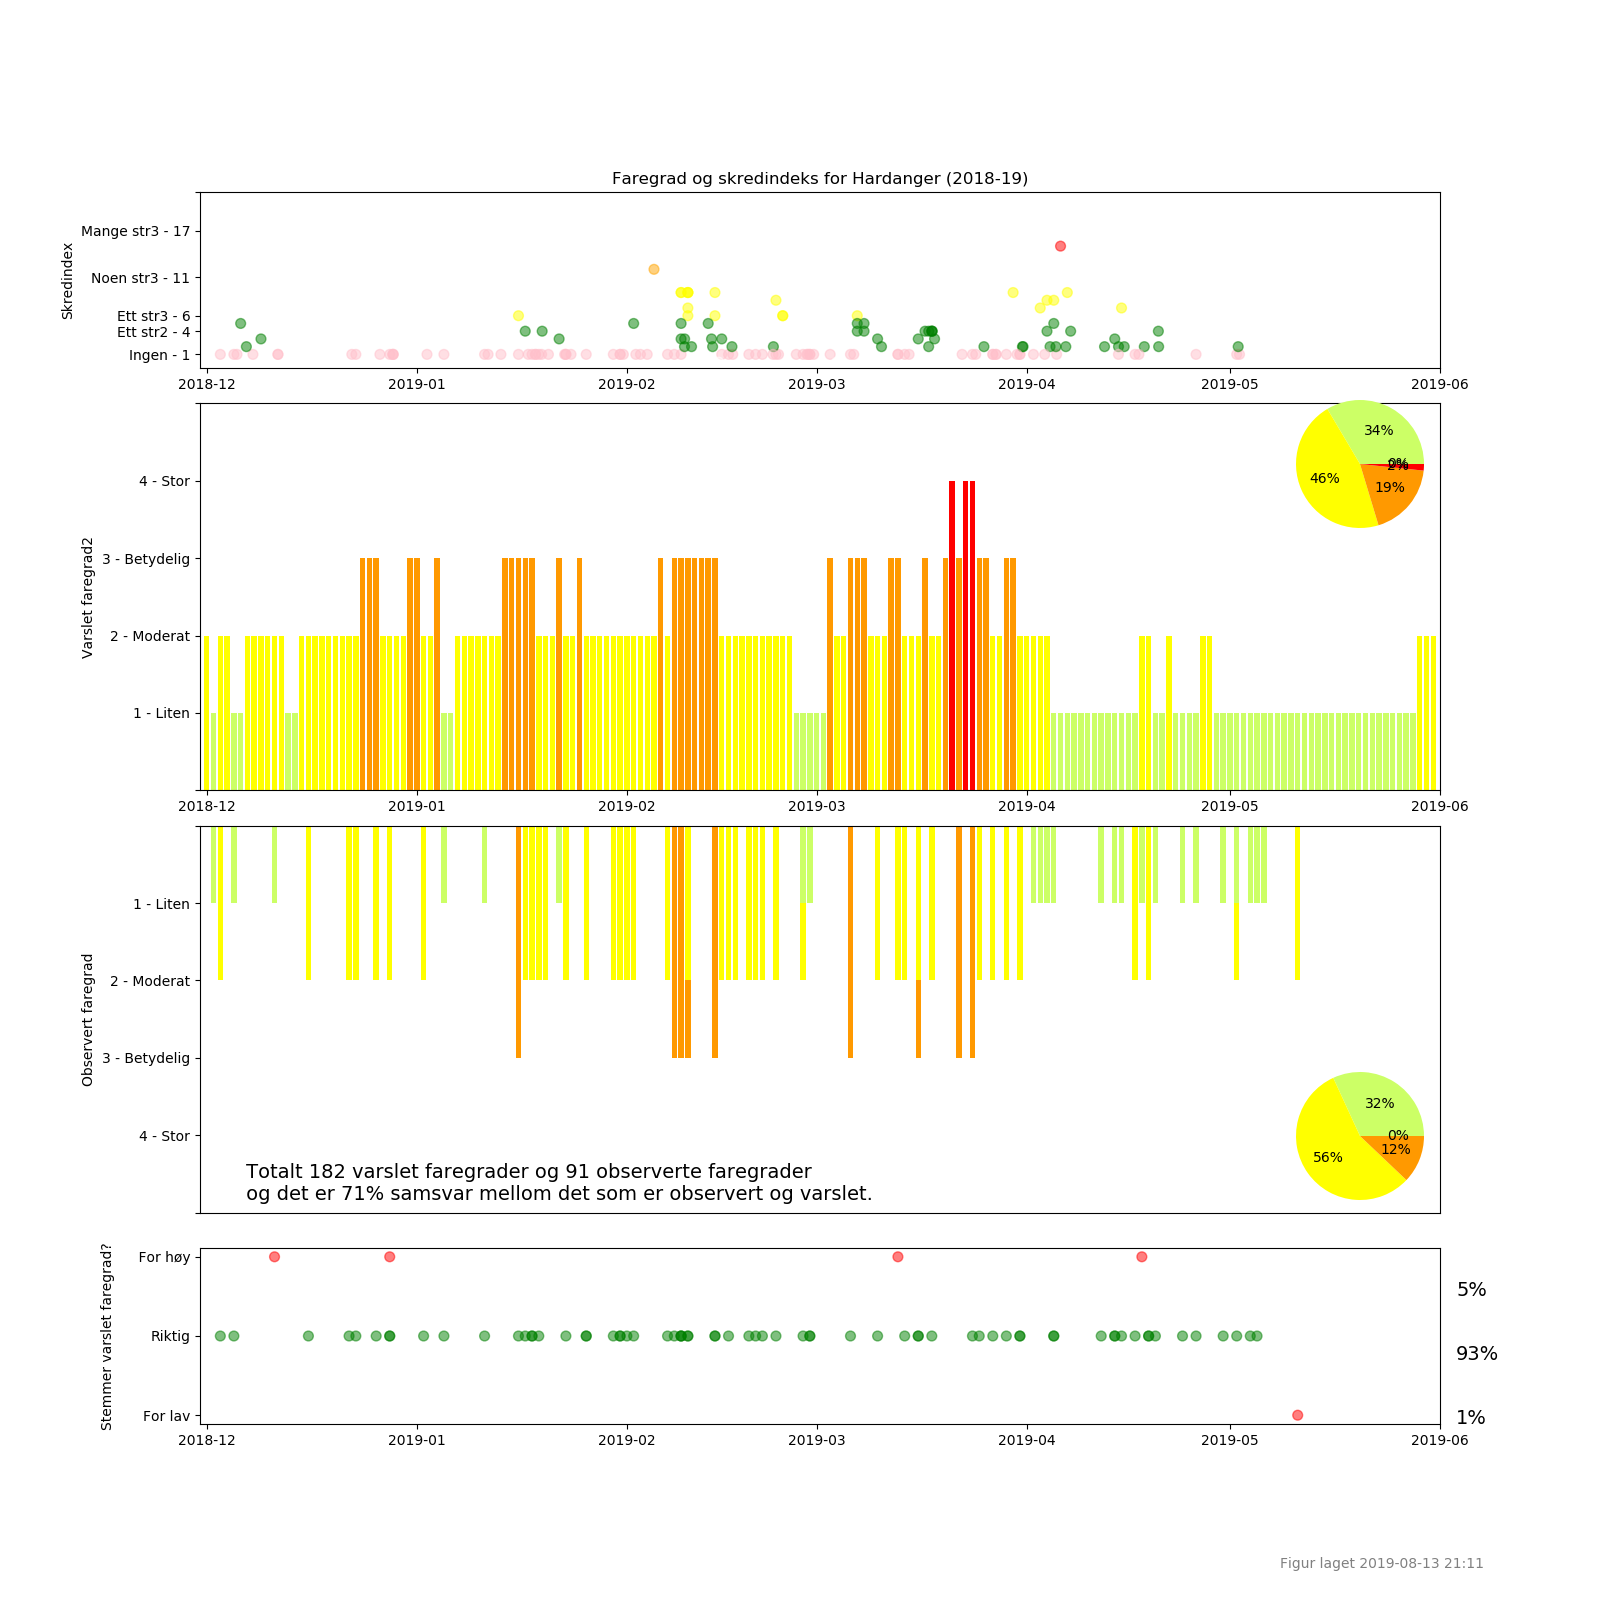 Faregrad og skredindeks for Hardanger (2018-19)
Skredindex
Mange str3 - 17
Noen str3 - 11
Ett str3 - 6
Ett str2 - 4
Ingen - 1
2018-12 2019-01 2019-02 2019-03 2019-04 2019-05 2019-06
Varslet faregrad2
4 - Stor
3 - Betydelig
2 - Moderat
1 - Liten
34%
46%
19%
2%
0%
2018-12 2019-01 2019-02 2019-03 2019-04 2019-05 2019-06
Observert faregrad
1 - Liten
2 - Moderat
3 - Betydelig
4 - Stor
32%
0%
12%
56%
Totalt 182 varslet faregrader og 91 observerte faregrader
og det er 71% samsvar mellom det som er observert og varslet.
Stemmer varslet faregrad?
For høy
Riktig
For lav
5%
93%
1%
2018-12 2019-01 2019-02 2019-03 2019-04 2019-05 2019-06
Figur laget 2019-08-13 21:11